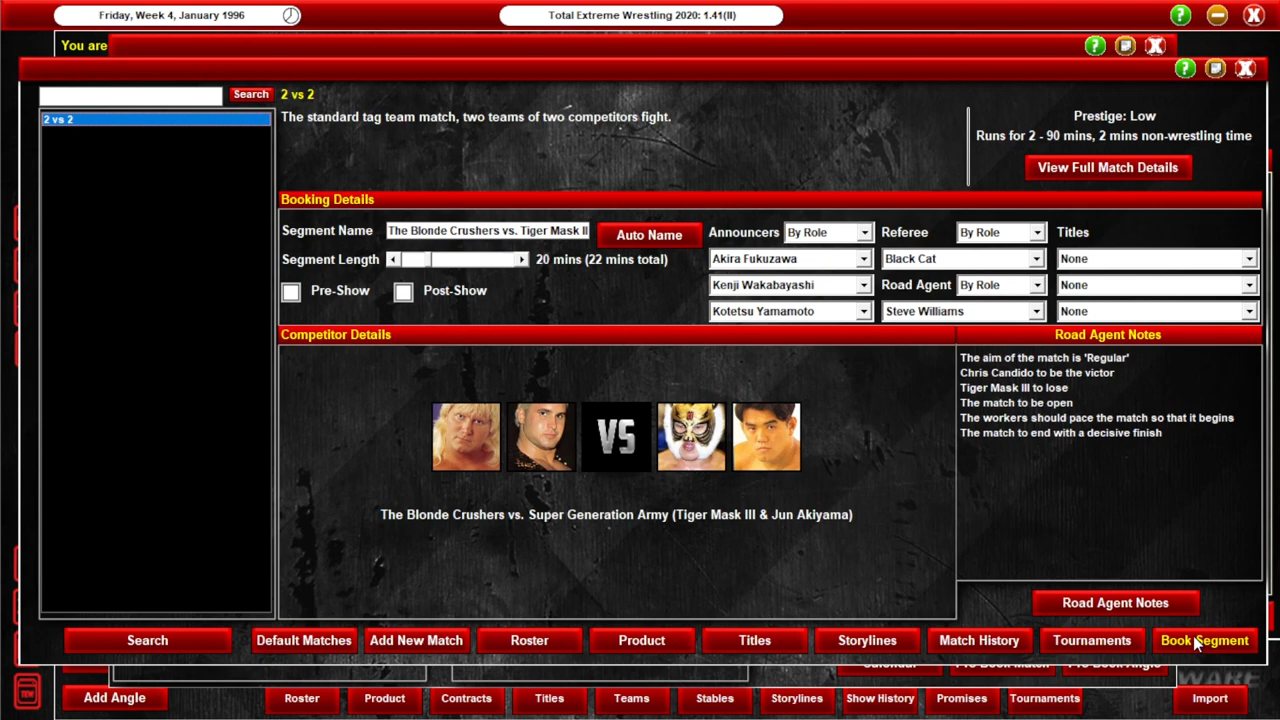 Friday, Week 4, January 1996
Total Extreme Wrestling 2020: 1.41(II)
You are
Search
2 vs 2
2 vs 2
The standard tag team match, two teams of two competitors fight.
Prestige: Low
Runs for 2 - 90 mins, 2 mins non-wrestling time
View Full Match Details
Booking Details
Segment Name
The Blonde Crushers vs. Tiger Mask II
Auto Name
Announcers
By Role
Referee
By Role
Titles
Segment Length
20 mins (22 mins total)
Akira Fukuzawa
Black Cat
None
Pre-Show
Post-Show
Kenji Wakabayashi
Road Agent
By Role
None
Kotetsu Yamamoto
Steve Williams
None
Competitor Details
Road Agent Notes
The aim of the match is 'Regular'
Chris Candido to be the victor
Tiger Mask III to lose
The match to be open
The workers should pace the match so that it begins
The match to end with a decisive finish
VS
The Blonde Crushers vs. Super Generation Army (Tiger Mask III & Jun Akiyama)
Road Agent Notes
Search
Default Matches
Add New Match
Roster
Product
Titles
Storylines
Match History
Tournaments
Book Segment
Add Angle
Roster
Product
Contracts
Titles
Teams
Stables
Storylines
Show History
Promises
Tournaments
Import